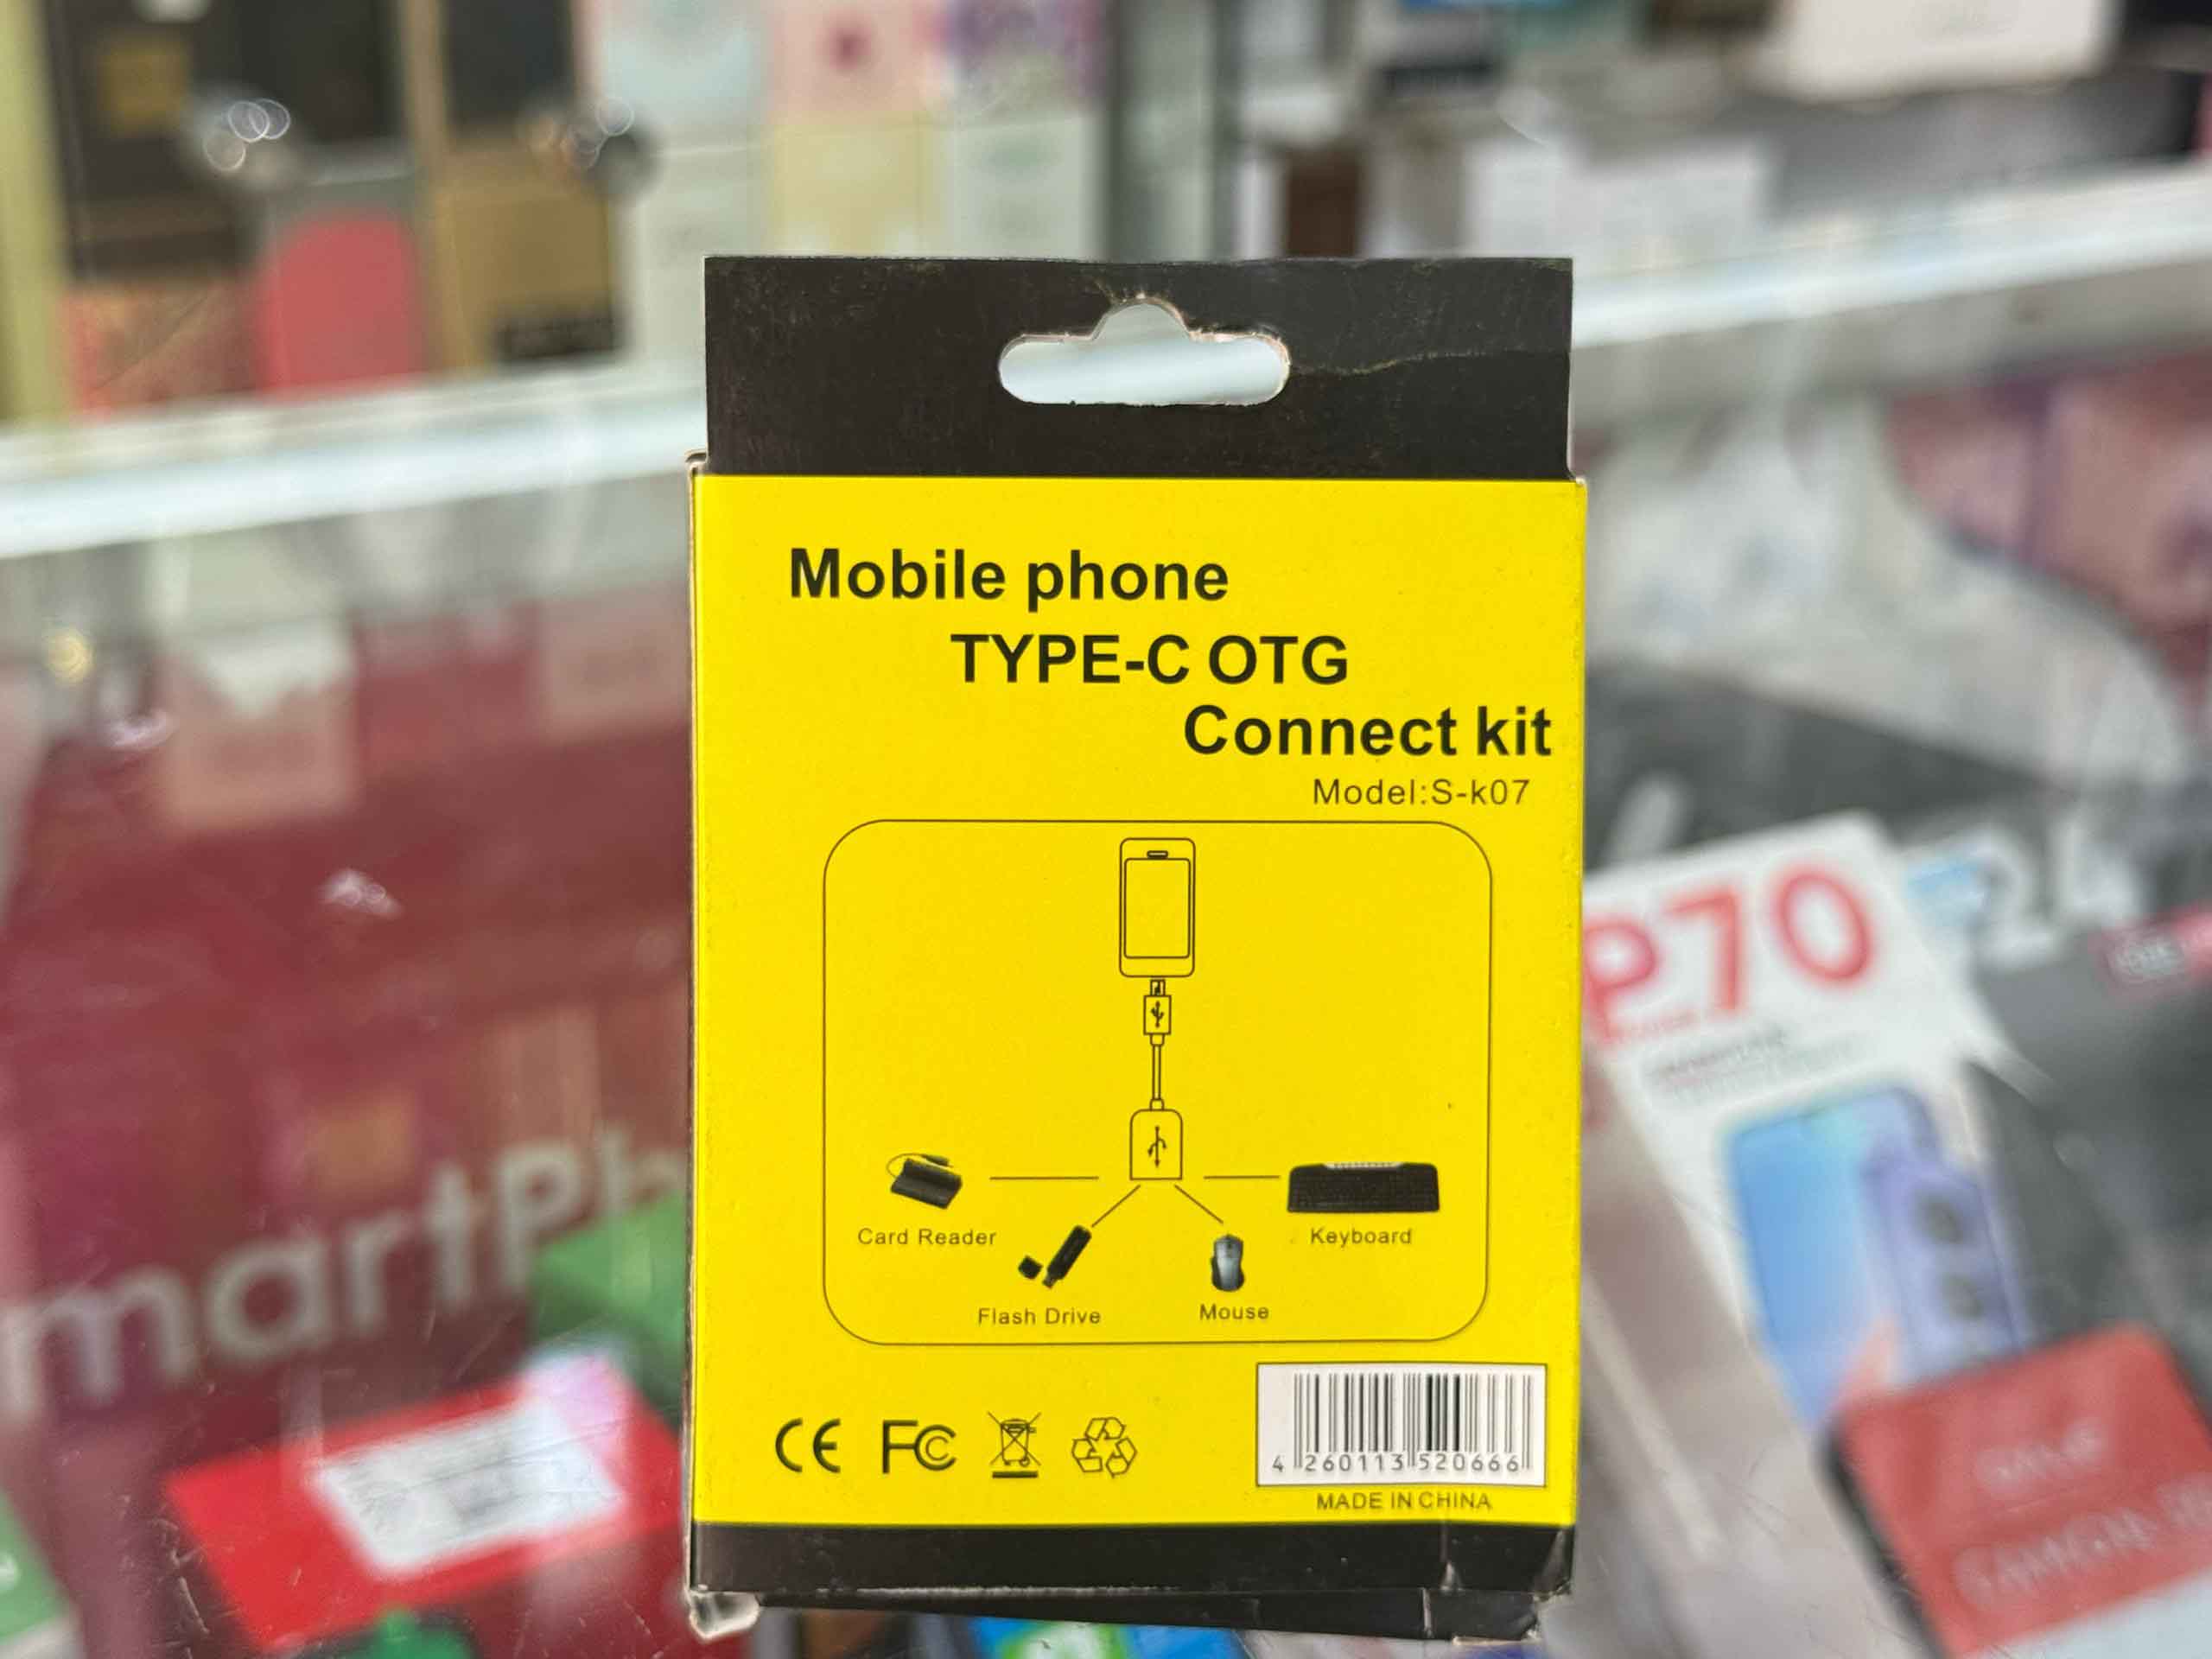 Mobile phone
TYPE-C OTG
Connect kit
Model:S-k07
Card Reader
Keyboard
Flash Drive
Mouse
CE FC
4 260113 520666
MADE IN CHINA
P70
martPh